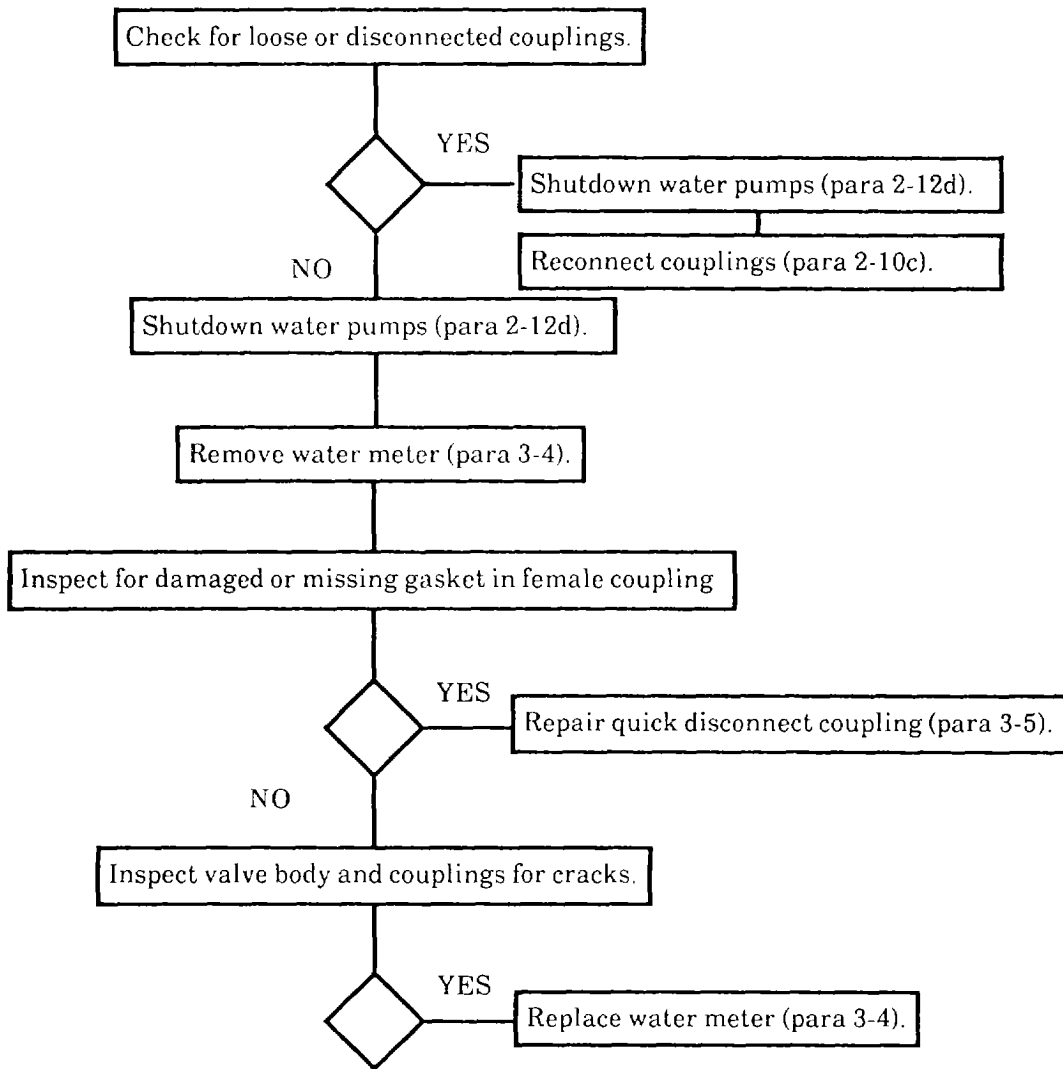 Check for loose or disconnected couplings.
YES
Shutdown water pumps (para 2-12d).
Reconnect couplings (para 2-10c).
NO
Shutdown water pumps (para 2-12d).
Remove water meter (para 3-4).
Inspect for damaged or missing gasket in female coupling
YES
Repair quick disconnect coupling (para 3-5).
NO
Inspect valve body and couplings for cracks.
YES
Replace water meter (para 3-4).